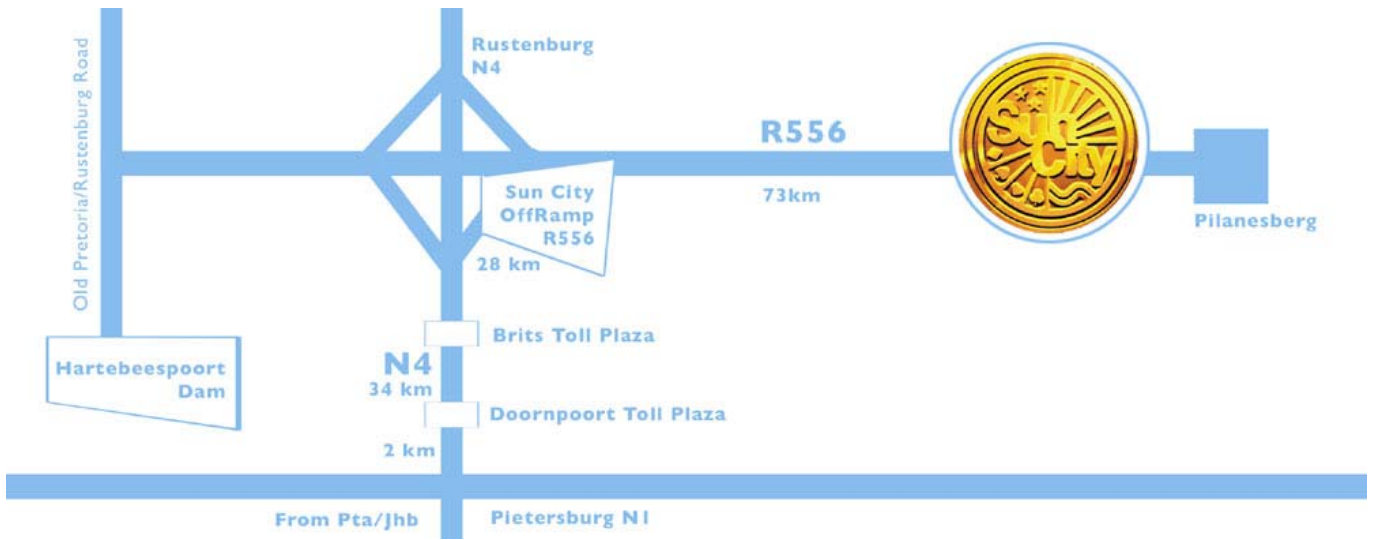 Old Pretoria/Rustenburg Road
Rustenburg
N4
R556
73km
Sun
City
Pilanesberg
Sun City
OffRamp
R556
28 km
Brits Toll Plaza
N4
34 km
Hartebeespoort
Dam
Doornpoort Toll Plaza
2 km
From Pta/Jhb
Pietersburg N1